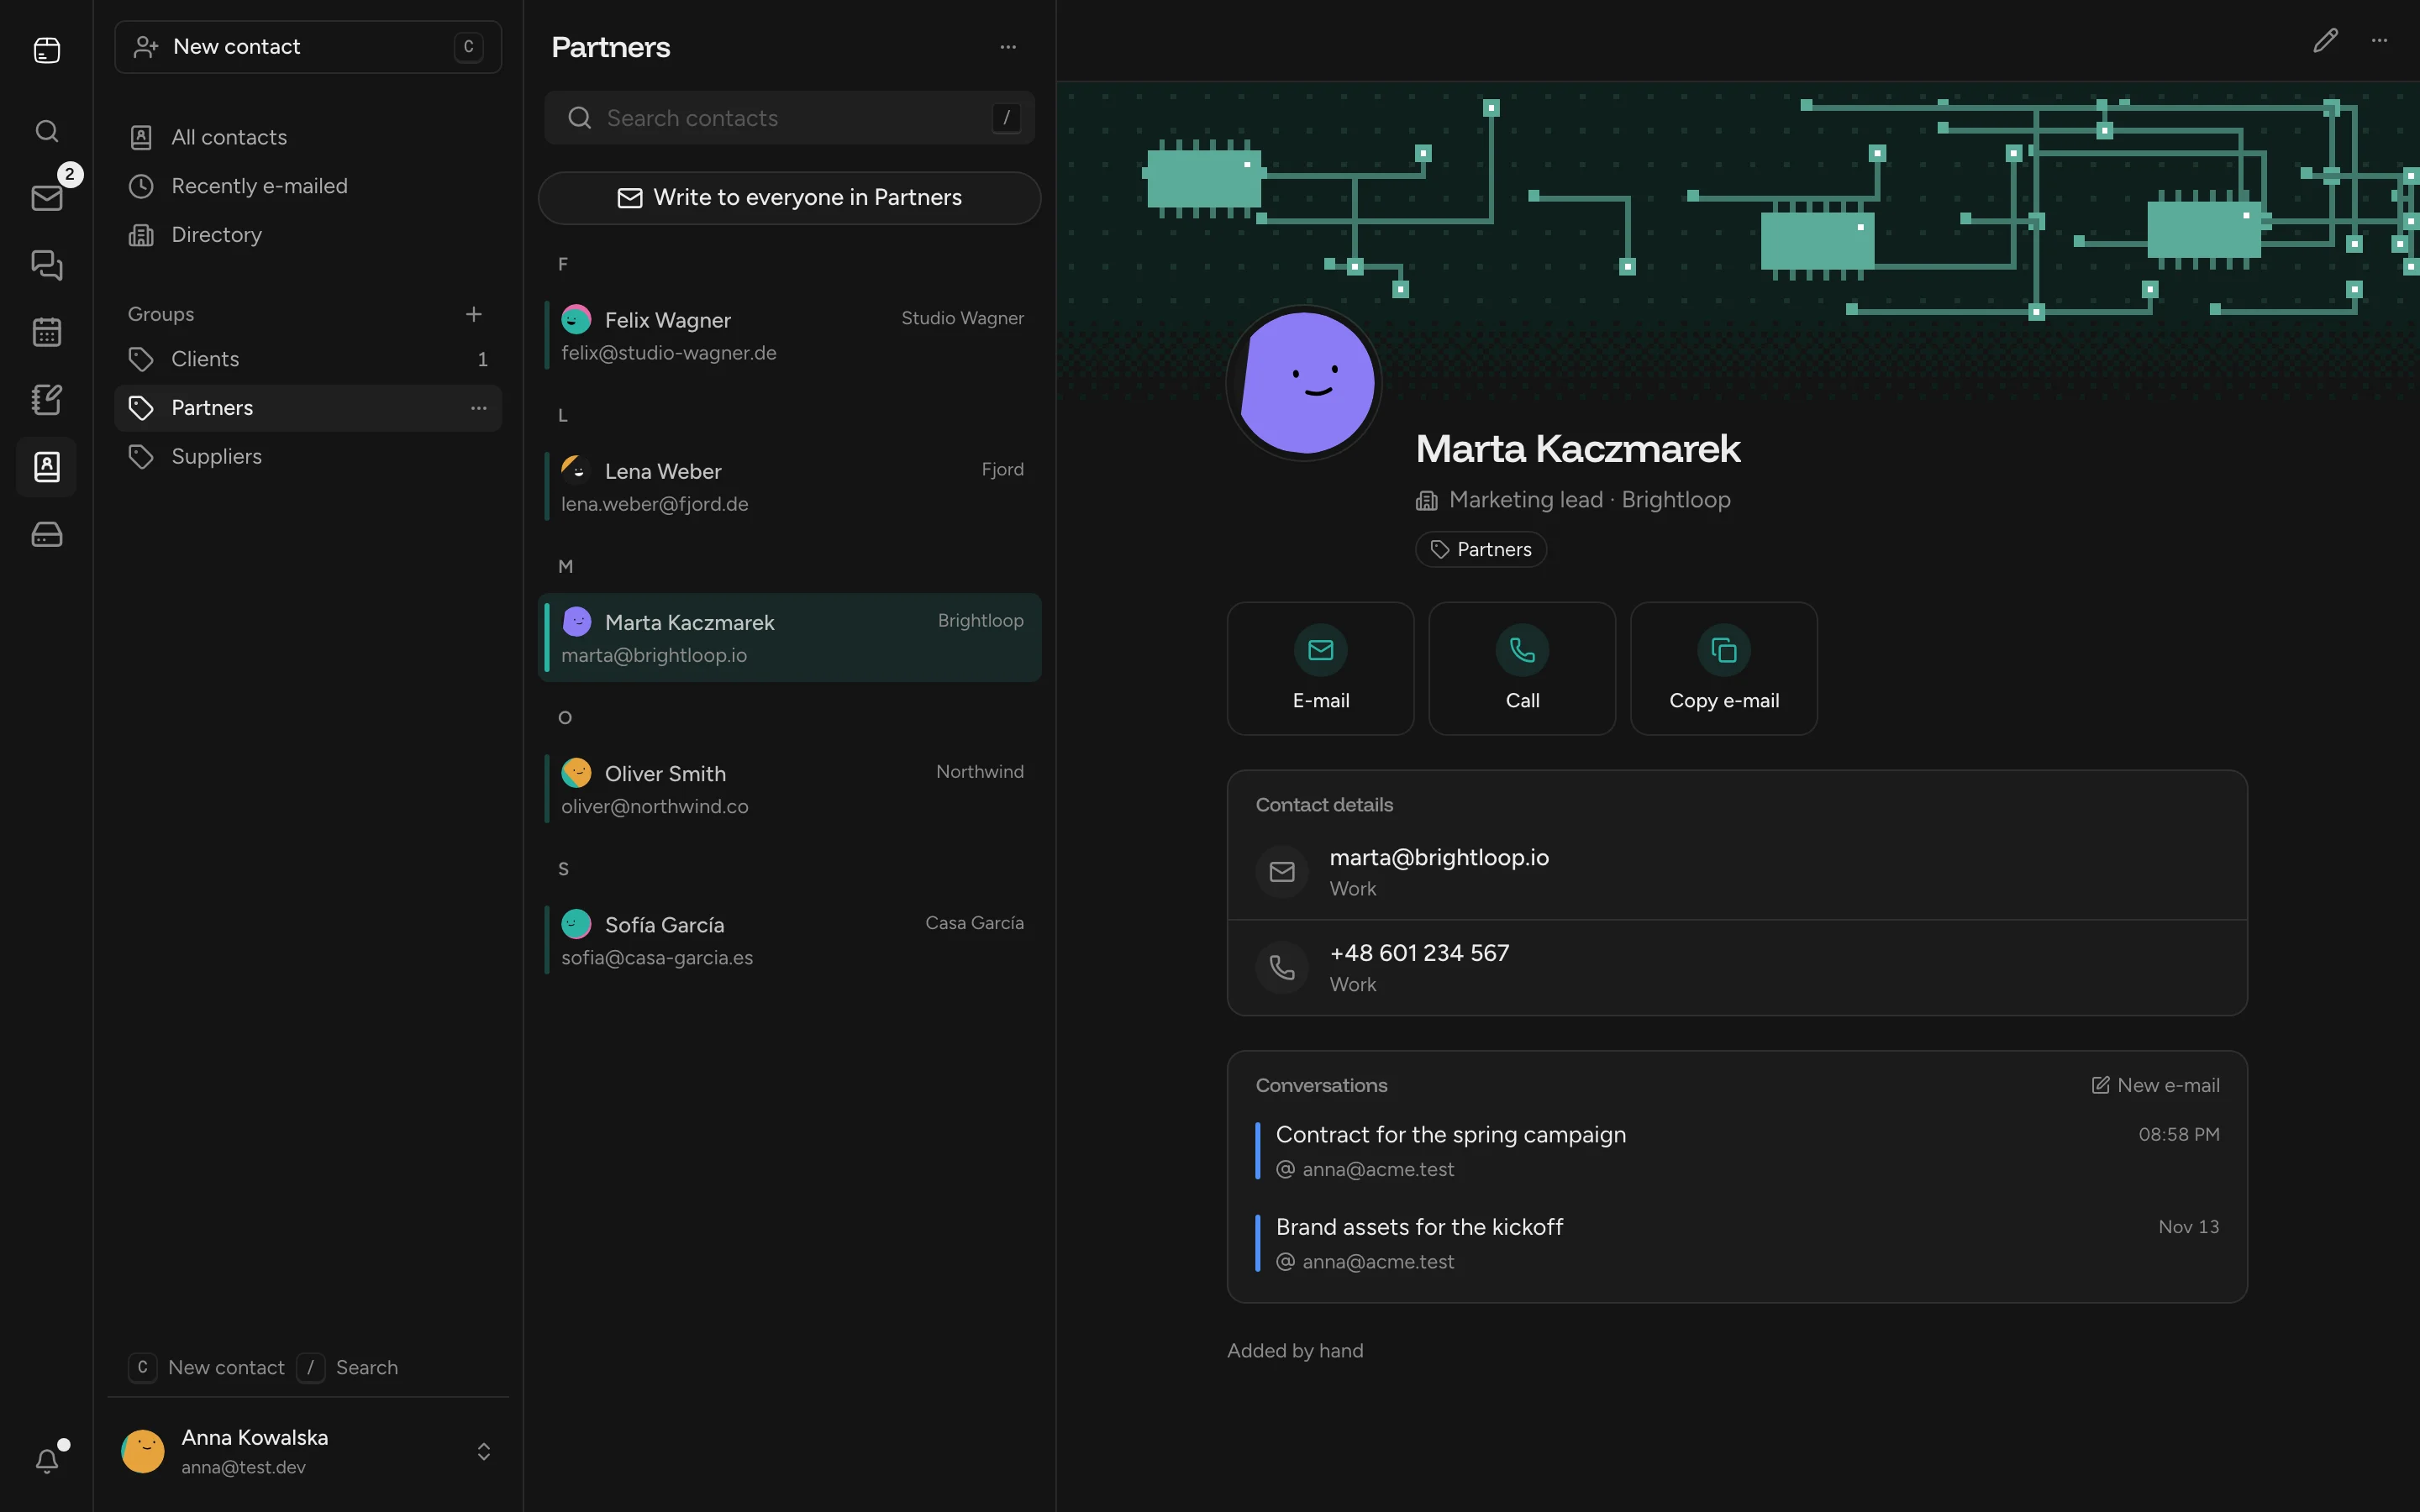 New contact
C
All contacts
Recently e-mailed
Directory
Groups
Clients
1
Partners
Suppliers
C New contact / Search
Anna Kowalska
anna@test.dev
2
Partners
Search contacts
/
Write to everyone in Partners
F
Felix Wagner
Studio Wagner
felix@studio-wagner.de
L
Lena Weber
Fjord
lena.weber@fjord.de
M
Marta Kaczmarek
Brightloop
marta@brightloop.io
O
Oliver Smith
Northwind
oliver@northwind.co
S
Sofía García
Casa García
sofia@casa-garcia.es
Marta Kaczmarek
Marketing lead · Brightloop
Partners
E-mail
Call
Copy e-mail
Contact details
marta@brightloop.io
Work
+48 601 234 567
Work
Conversations
New e-mail
Contract for the spring campaign
08:58 PM
@ anna@acme.test
Brand assets for the kickoff
Nov 13
@ anna@acme.test
Added by hand